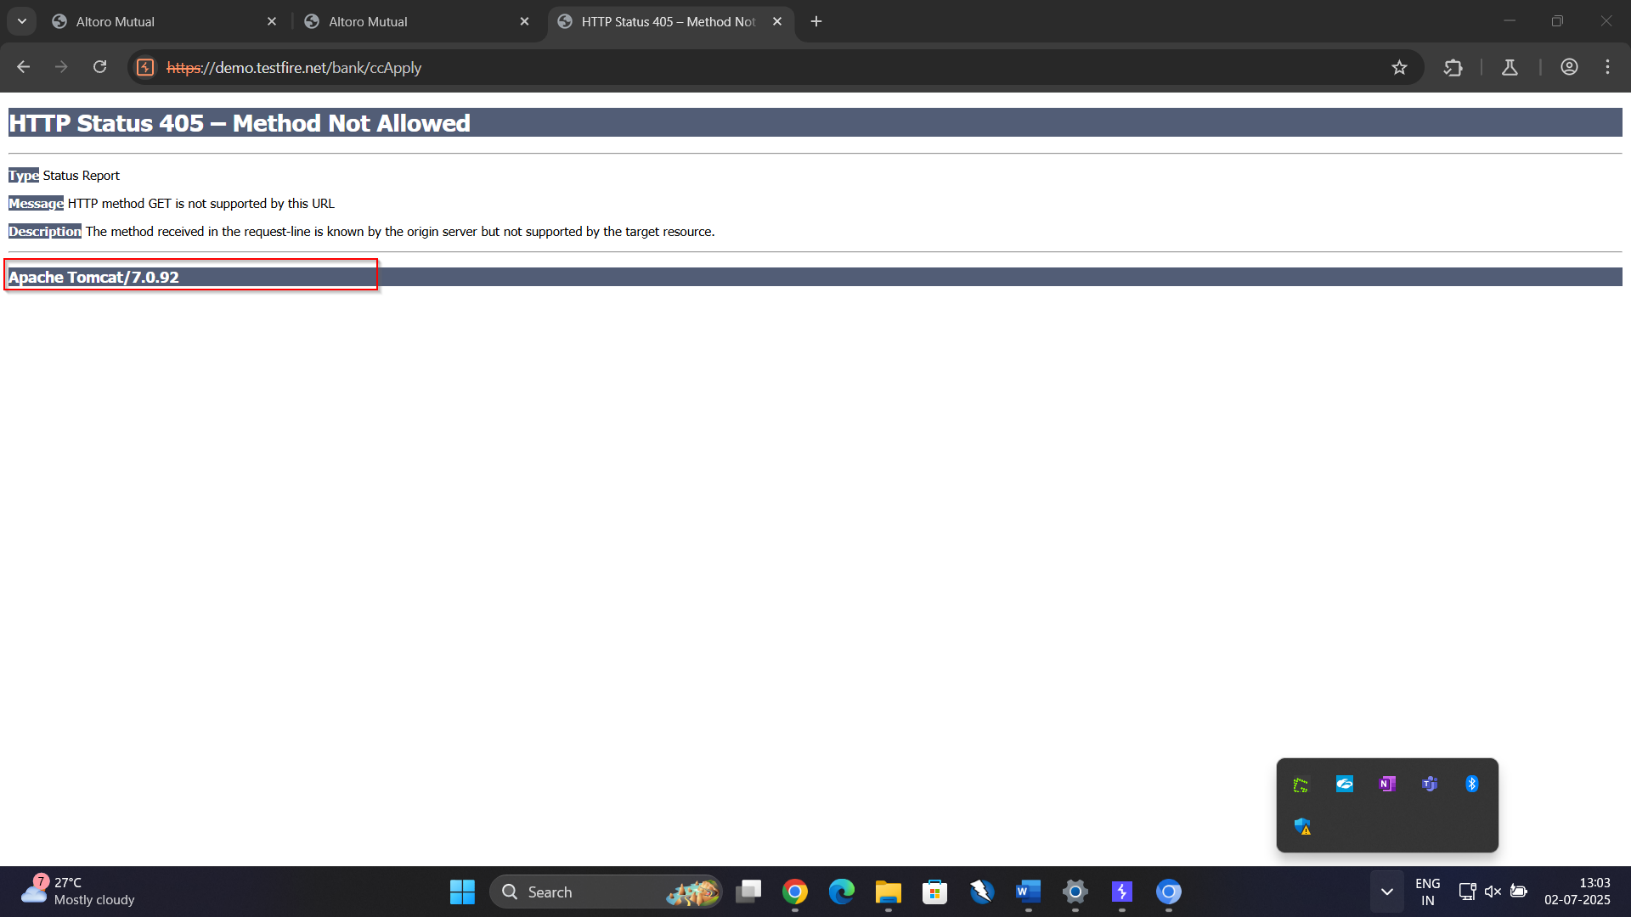 Altoro Mutual
Altoro Mutual
HTTP Status 405 – Method Not
https://demo.testfire.net/bank/ccApply
HTTP Status 405 – Method Not Allowed
Type Status Report
Message HTTP method GET is not supported by this URL
Description The method received in the request-line is known by the origin server but not supported by the target resource.
Apache Tomcat/7.0.92
7
27°C
Mostly cloudy
Search
ENG
IN
13:03
02-07-2025